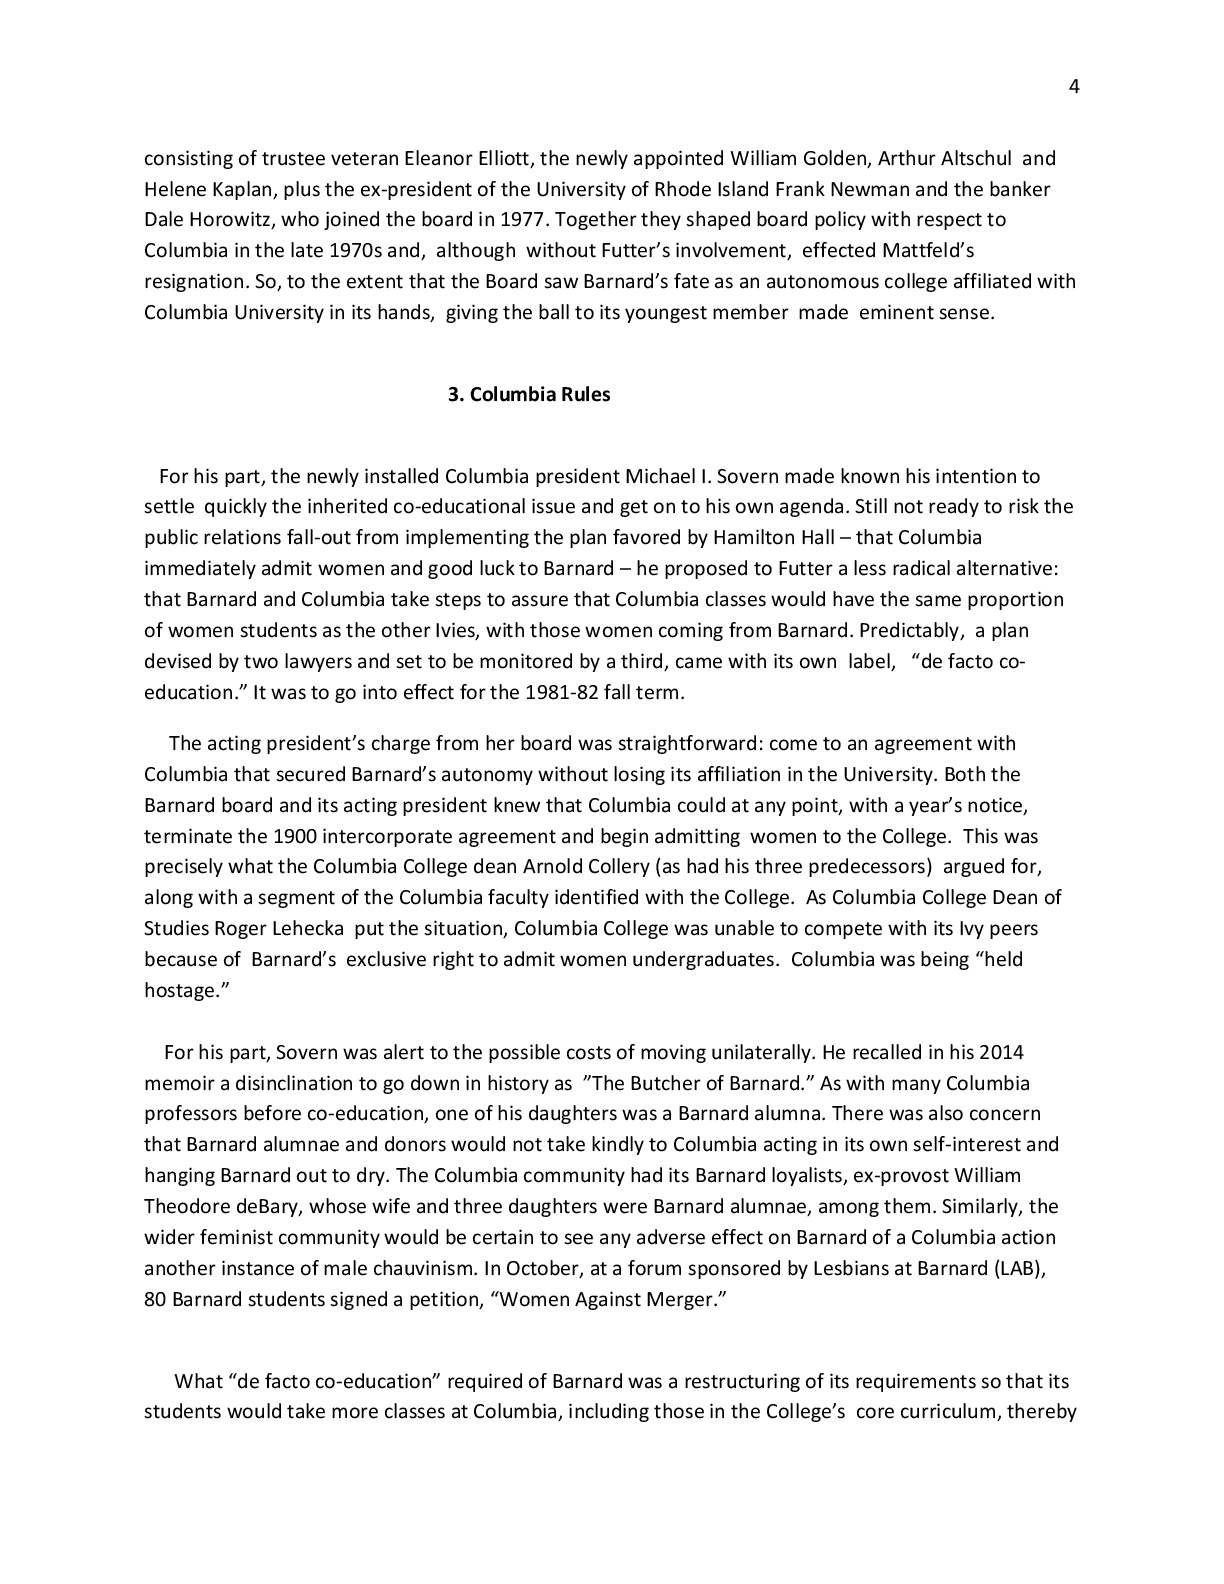 4
consisting of trustee veteran Eleanor Elliott, the newly appointed William Golden, Arthur Altschul  and
Helene Kaplan, plus the ex-president of the University of Rhode Island Frank Newman and the banker
Dale Horowitz, who joined the board in 1977. Together they shaped board policy with respect to
Columbia in the late 1970s and,  although  without Futter’s involvement,  effected Mattfeld’s
resignation. So, to the extent that the Board saw Barnard’s fate as an autonomous college affiliated with
Columbia University in its hands,  giving the ball to its youngest member  made  eminent sense.
3. Columbia Rules
For his part, the newly installed Columbia president Michael I. Sovern made known his intention to
settle  quickly the inherited co-educational issue and get on to his own agenda. Still not ready to risk the
public relations fall-out from implementing the plan favored by Hamilton Hall – that Columbia
immediately admit women and good luck to Barnard – he proposed to Futter a less radical alternative:
that Barnard and Columbia take steps to assure that Columbia classes would have the same proportion
of women students as the other Ivies, with those women coming from Barnard. Predictably,  a plan
devised by two lawyers and set to be monitored by a third, came with its own  label,   “de facto co-
education.” It was to go into effect for the 1981-82 fall term.
The acting president’s charge from her board was straightforward: come to an agreement with
Columbia that secured Barnard’s autonomy without losing its affiliation in the University. Both the
Barnard board and its acting president knew that Columbia could at any point, with a year’s notice,
terminate the 1900 intercorporate agreement and begin admitting  women to the College.  This was
precisely what the Columbia College dean Arnold Collery (as had his three predecessors)  argued for,
along with a segment of the Columbia faculty identified with the College.  As Columbia College Dean of
Studies Roger Lehecka  put the situation, Columbia College was unable to compete with its Ivy peers
because of  Barnard’s  exclusive right to admit women undergraduates.  Columbia was being “held
hostage.”
For his part, Sovern was alert to the possible costs of moving unilaterally. He recalled in his 2014
memoir a disinclination to go down in history as  ”The Butcher of Barnard.” As with many Columbia
professors before co-education, one of his daughters was a Barnard alumna. There was also concern
that Barnard alumnae and donors would not take kindly to Columbia acting in its own self-interest and
hanging Barnard out to dry. The Columbia community had its Barnard loyalists, ex-provost William
Theodore deBary, whose wife and three daughters were Barnard alumnae, among them. Similarly, the
wider feminist community would be certain to see any adverse effect on Barnard of a Columbia action
another instance of male chauvinism. In October, at a forum sponsored by Lesbians at Barnard (LAB),
80 Barnard students signed a petition, “Women Against Merger.”
What “de facto co-education” required of Barnard was a restructuring of its requirements so that its
students would take more classes at Columbia, including those in the College’s  core curriculum, thereby